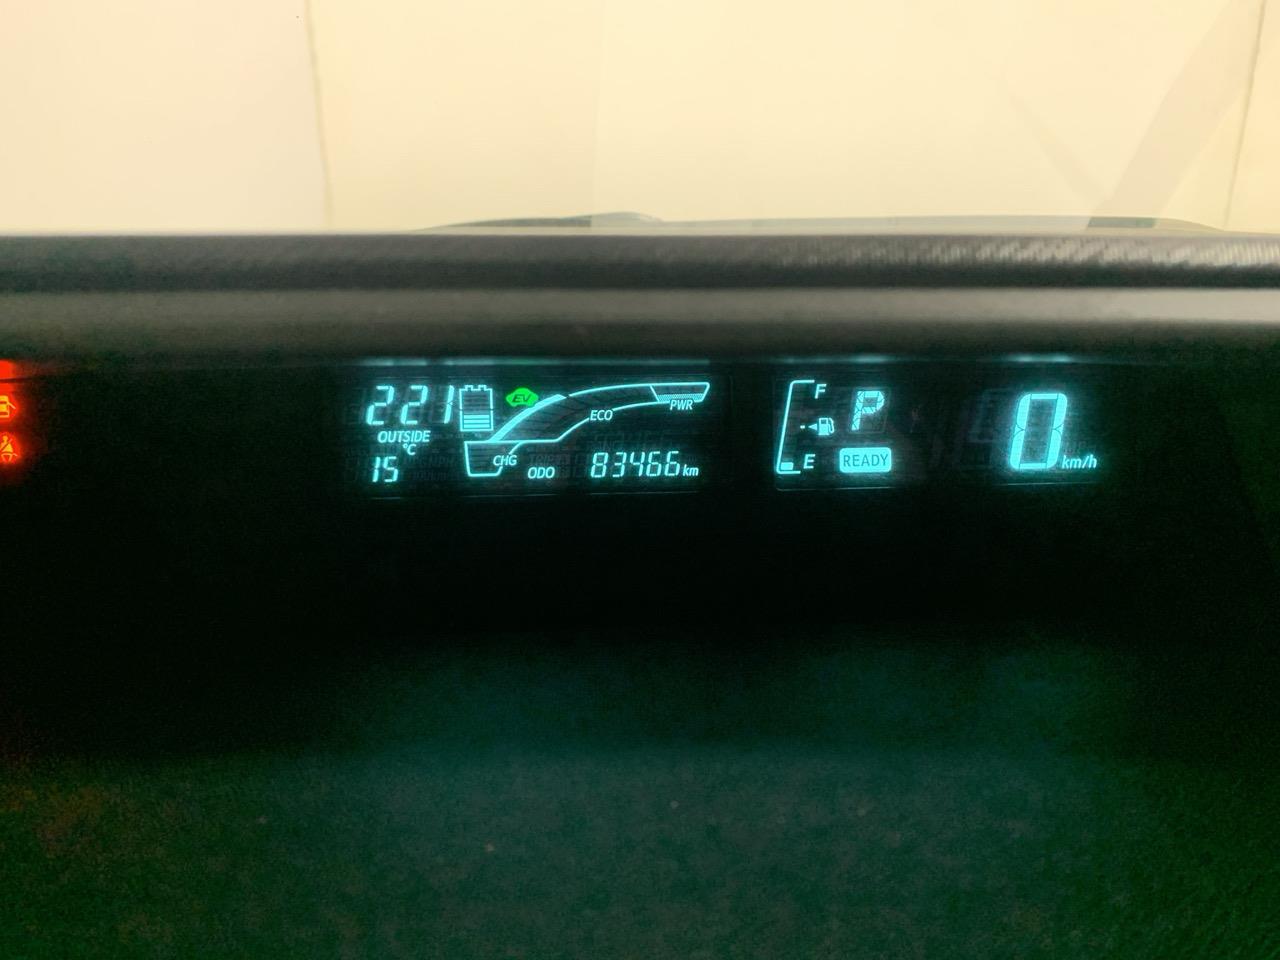 221
OUTSIDE
°C
15
EV
ECO
PWR
CHG
ODO 83466 km
F
E
P
READY
0 km/h